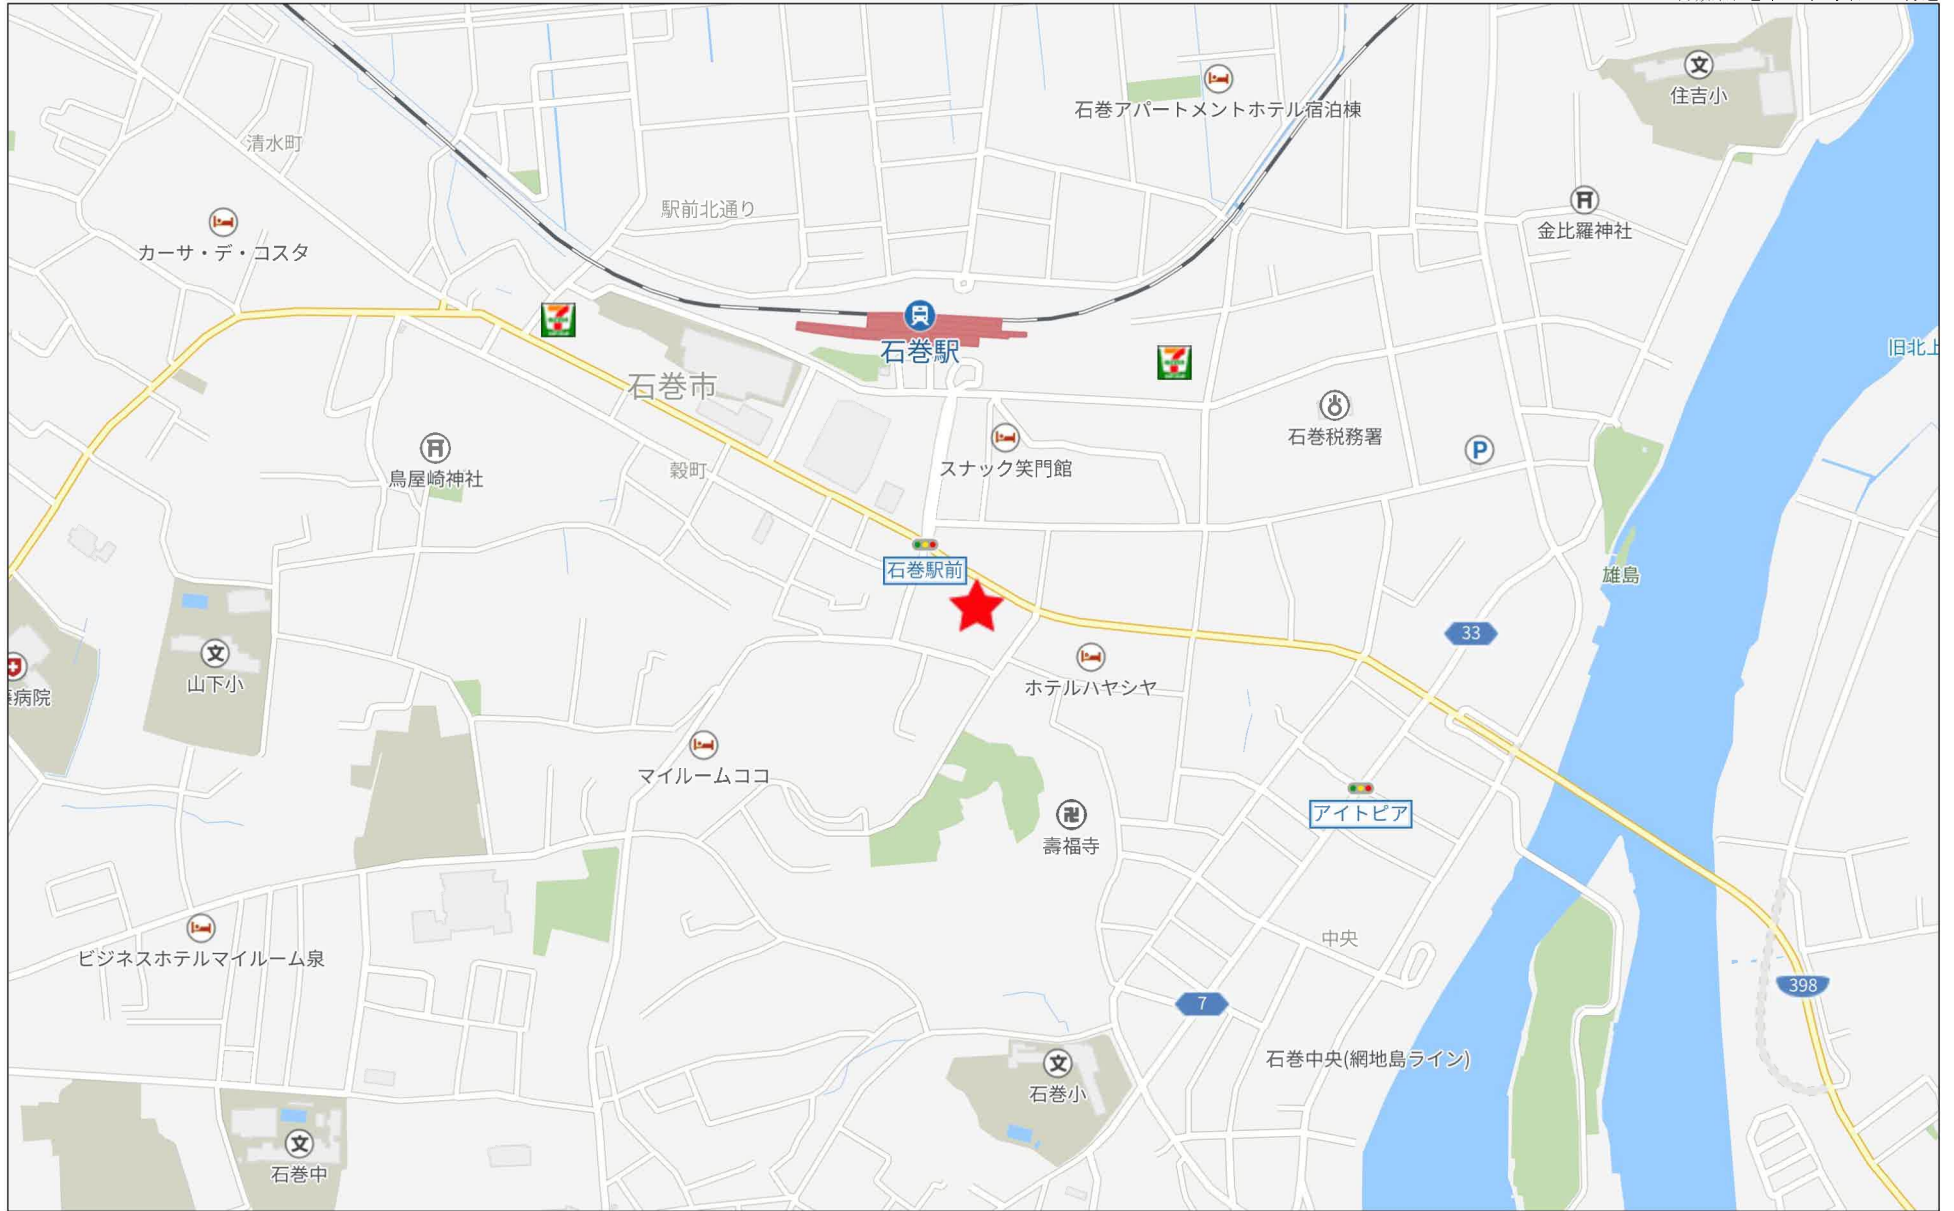 住吉小
石巻アパートメントホテル宿泊棟
清水町
駅前北通り
金比羅神社
カーサ・デ・コスタ
石巻駅
旧北上
石巻市
石巻税務署
P
スナック笑門館
鳥屋崎神社
穀町
石巻駅前
雄島
33
山下小
病院
ホテルハヤシヤ
マイルームココ
アイトピア
壽福寺
中央
ビジネスホテルマイルーム泉
398
7
石巻中央(網地島ライン)
石巻小
石巻中